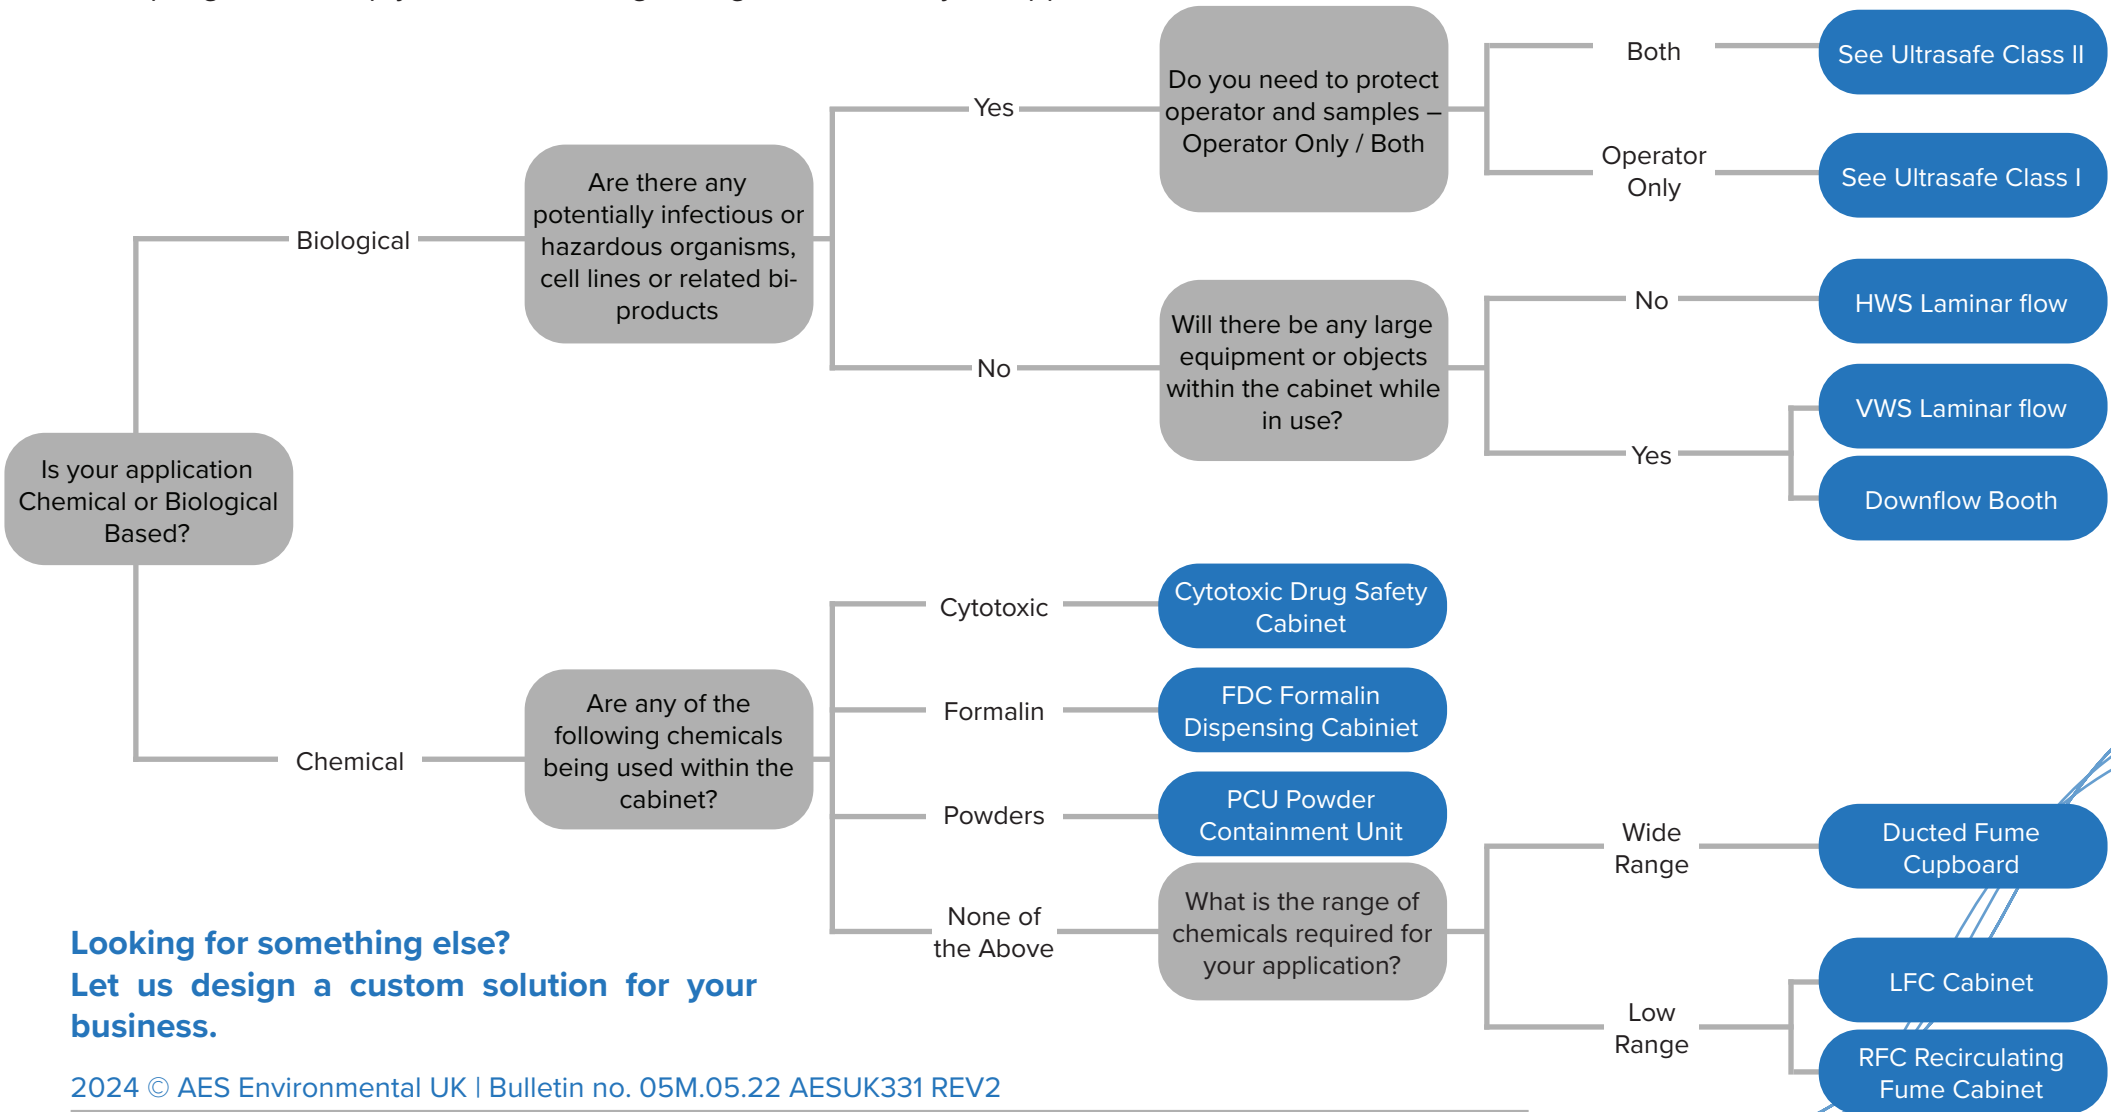 Both
See Ultrasafe Class II
Do you need to protect
operator and samples –
Operator Only / Both
Yes
Operator
Only
See Ultrasafe Class I
Are there any
potentially infectious or
hazardous organisms,
cell lines or related bi-
products
Biological
No
HWS Laminar flow
Will there be any large
equipment or objects
within the cabinet while
in use?
No
VWS Laminar flow
Yes
Downflow Booth
Is your application
Chemical or Biological
Based?
Cytotoxic
Cytotoxic Drug Safety
Cabinet
Formalin
FDC Formalin
Dispensing Cabiniet
Are any of the
following chemicals
being used within the
cabinet?
Chemical
Powders
PCU Powder
Containment Unit
Wide
Range
Ducted Fume
Cupboard
None of
the Above
What is the range of
chemicals required for
your application?
LFC Cabinet
Low
Range
RFC Recirculating
Fume Cabinet
Looking for something else?
Let us design a custom solution for your
business.
2024 © AES Environmental UK | Bulletin no. 05M.05.22 AESUK331 REV2